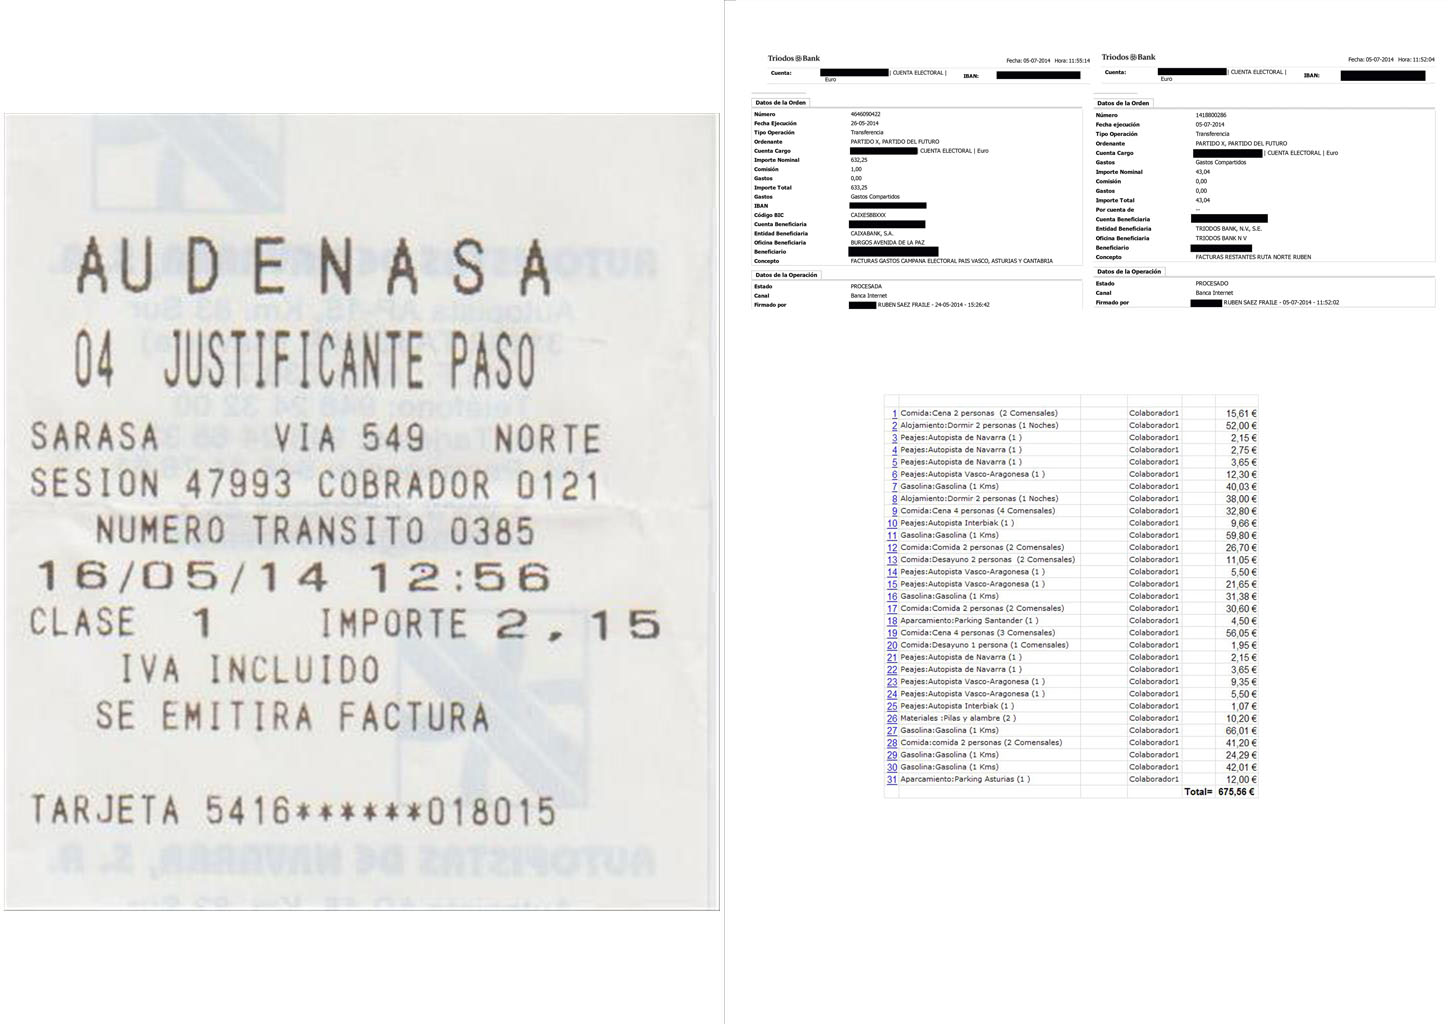 AUDENASA
04 JUSTIFICANTE PASO
SARASA VIA 549 NORTE
SESION 47993 COBRADOR 0121
NUMERO TRANSITO 0385
16/05/14 12:56
CLASE 1 IMPORTE 2,15
IVA INCLUIDO
SE EMITIRA FACTURA
TARJETA 5416******018015
Triodos Bank Fecha: 05-07-2014 Hora: 11:55:14
Cuenta: | CUENTA ELECTORAL | IBAN:
Euro
Datos de la Orden
Número 4646090422
Fecha Ejecución 26-05-2014
Tipo Operación Transferencia
Ordenante PARTIDO X, PARTIDO DEL FUTURO
Cuenta Cargo CUENTA ELECTORAL | Euro
Importe Nominal 632,25
Comisión 1,00
Gastos 0,00
Importe Total 633,25
Gastos Gastos Compartidos
IBAN
Código BIC CAIXESBBXXX
Cuenta Beneficiaria
Entidad Beneficiaria CAIXABANK, S.A.
Oficina Beneficiaria BURGOS AVENIDA DE LA PAZ
Beneficiario
Concepto FACTURAS GASTOS CAMPANA ELECTORAL PAIS VASCO, ASTURIAS Y CANTABRIA
Datos de la Operación
Estado PROCESADA
Canal Banca Internet
Firmado por RUBEN SAEZ FRAILE - 24-05-2014 - 15:26:42
Triodos Bank Fecha: 05-07-2014 Hora: 11:52:04
Cuenta: | CUENTA ELECTORAL | IBAN:
Euro
Datos de la Orden
Número 1418800286
Fecha ejecución 05-07-2014
Tipo Operación Transferencia
Ordenante PARTIDO X, PARTIDO DEL FUTURO
Cuenta Cargo | CUENTA ELECTORAL | Euro
Gastos Gastos Compartidos
Importe Nominal 43,04
Comisión 0,00
Gastos 0,00
Importe Total 43,04
Por cuenta de --
Cuenta Beneficiaria
Entidad Beneficiaria TRIODOS BANK, N.V., S.E.
Oficina Beneficiaria TRIODOS BANK N V
Beneficiario
Concepto FACTURAS RESTANTES RUTA NORTE RUBEN
Datos de la Operación
Estado PROCESADO
Canal Banca Internet
Firmado por RUBEN SAEZ FRAILE - 05-07-2014 - 11:52:02
1 Comida:Cena 2 personas (2 Comensales) Colaborador1 15,61 €
2 Alojamiento:Dormir 2 personas (1 Noches) Colaborador1 52,00 €
3 Peajes:Autopista de Navarra (1 ) Colaborador1 2,15 €
4 Peajes:Autopista de Navarra (1 ) Colaborador1 2,75 €
5 Peajes:Autopista de Navarra (1 ) Colaborador1 3,65 €
6 Peajes:Autopista Vasco-Aragonesa (1 ) Colaborador1 12,30 €
7 Gasolina:Gasolina (1 Kms) Colaborador1 40,03 €
8 Alojamiento:Dormir 2 personas (1 Noches) Colaborador1 38,00 €
9 Comida:Cena 4 personas (4 Comensales) Colaborador1 32,80 €
10 Peajes:Autopista Interbiak (1 ) Colaborador1 9,66 €
11 Gasolina:Gasolina (1 Kms) Colaborador1 59,80 €
12 Comida:Comida 2 personas (2 Comensales) Colaborador1 26,70 €
13 Comida:Desayuno 2 personas (2 Comensales) Colaborador1 11,05 €
14 Peajes:Autopista Vasco-Aragonesa (1 ) Colaborador1 5,50 €
15 Peajes:Autopista Vasco-Aragonesa (1 ) Colaborador1 21,65 €
16 Gasolina:Gasolina (1 Kms) Colaborador1 31,38 €
17 Comida:Comida 2 personas (2 Comensales) Colaborador1 30,60 €
18 Aparcamiento:Parking Santander (1 ) Colaborador1 4,50 €
19 Comida:Cena 4 personas (3 Comensales) Colaborador1 56,05 €
20 Comida:Desayuno 1 persona (1 Comensales) Colaborador1 1,95 €
21 Peajes:Autopista de Navarra (1 ) Colaborador1 2,15 €
22 Peajes:Autopista de Navarra (1 ) Colaborador1 3,65 €
23 Peajes:Autopista Vasco-Aragonesa (1 ) Colaborador1 9,35 €
24 Peajes:Autopista Vasco-Aragonesa (1 ) Colaborador1 5,50 €
25 Peajes:Autopista Interbiak (1 ) Colaborador1 1,07 €
26 Materiales :Pilas y alambre (2 ) Colaborador1 10,20 €
27 Gasolina:Gasolina (1 Kms) Colaborador1 66,01 €
28 Comida:comida 2 personas (2 Comensales) Colaborador1 41,20 €
29 Gasolina:Gasolina (1 Kms) Colaborador1 24,29 €
30 Gasolina:Gasolina (1 Kms) Colaborador1 42,01 €
31 Aparcamiento:Parking Asturias (1 ) Colaborador1 12,00 €
Total= 675,56 €